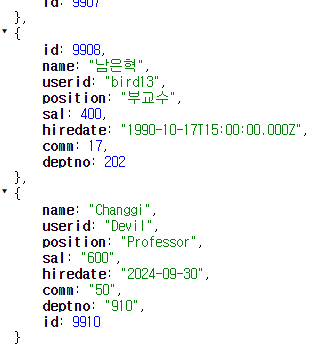 id: 9907
},
{
id: 9908,
name: "남은혁",
userid: "bird13",
position: "부교수",
sal: 400,
hiredate: "1990-10-17T15:00:00.000Z",
comm: 17,
deptno: 202
},
{
name: "Changgi",
userid: "Devil",
position: "Professor",
sal: "600",
hiredate: "2024-09-30",
comm: "50",
deptno: "910",
id: 9910
}